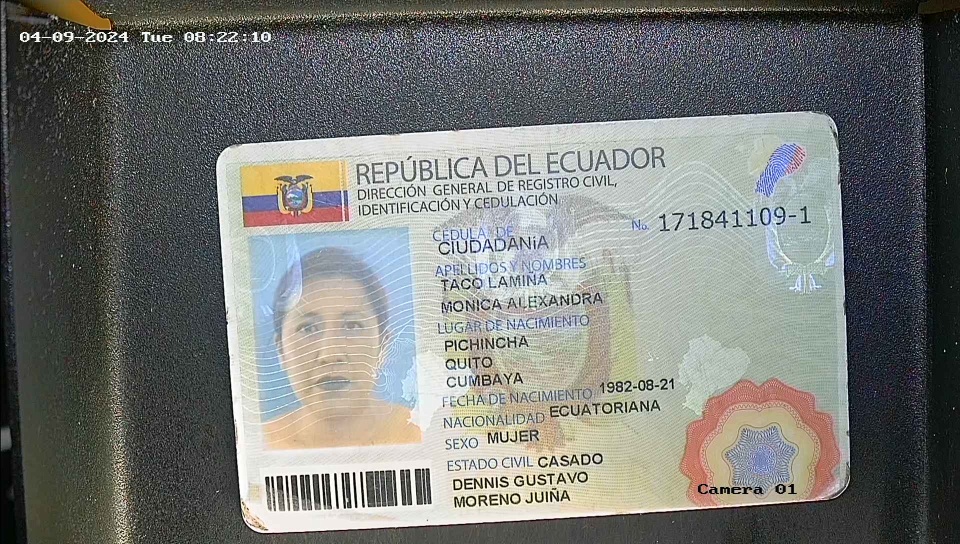 04-09-2024 Tue 08:22:10
REPÚBLICA DEL ECUADOR
DIRECCIÓN GENERAL DE REGISTRO CIVIL,
IDENTIFICACIÓN Y CEDULACIÓN
CÉDULA DE
CIUDADANíA
No. 171841109-1
APELLIDOS Y NOMBRES
TACO LAMIÑA
MONICA ALEXANDRA
LUGAR DE NACIMIENTO
PICHINCHA
QUITO
CUMBAYA
FECHA DE NACIMIENTO 1982-08-21
NACIONALIDAD ECUATORIANA
SEXO MUJER
ESTADO CIVIL CASADO
DENNIS GUSTAVO
MORENO JUIÑA
Camera 01